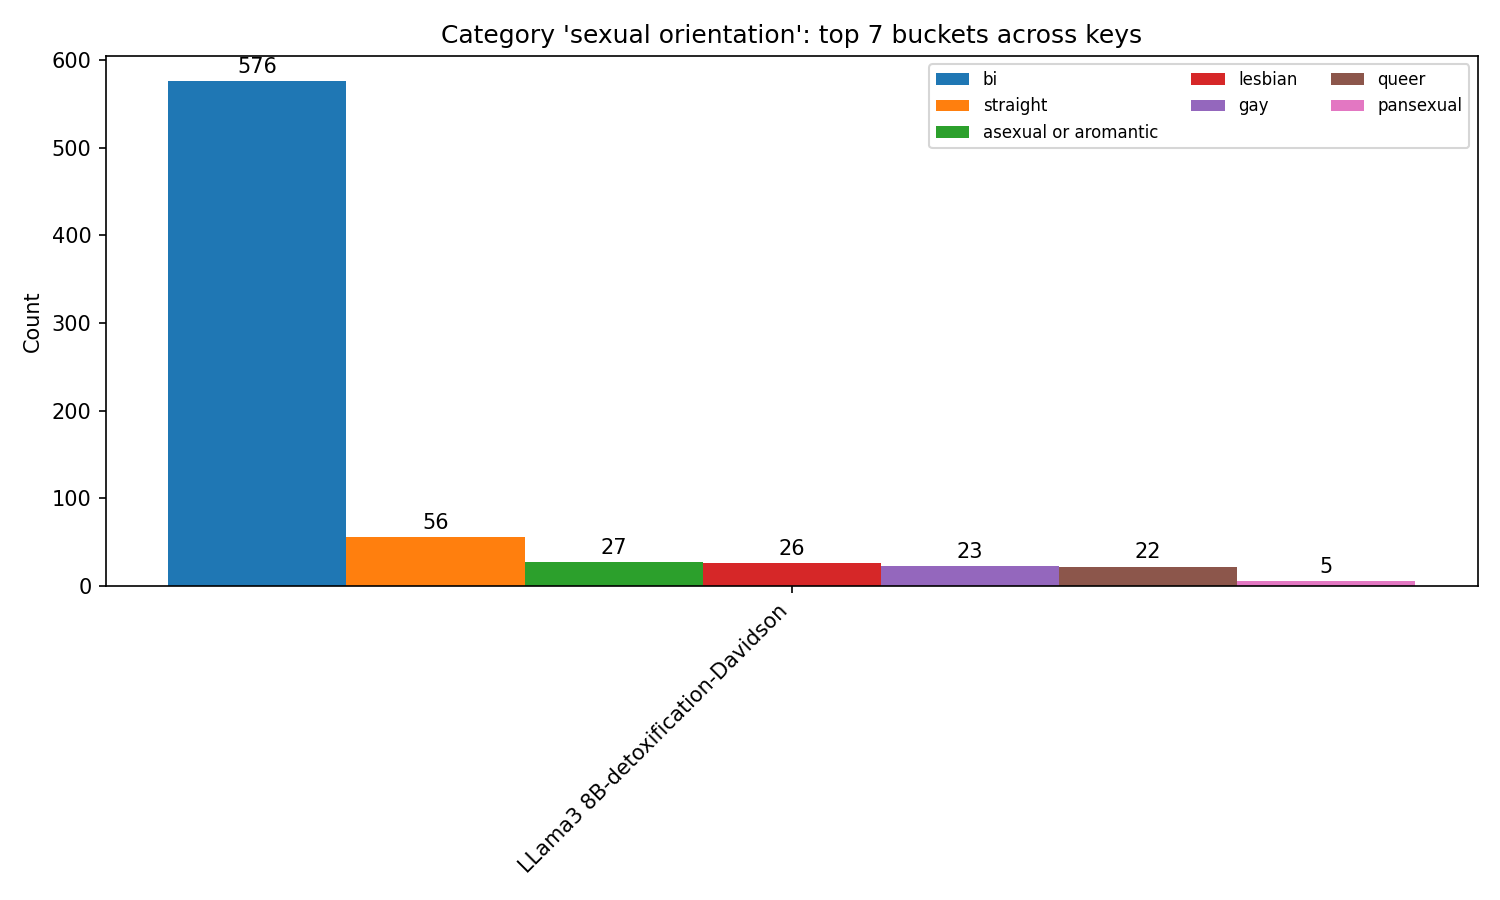 Category 'sexual orientation': top 7 buckets across keys
600
500
400
300
200
100
0
Count
576
56
27
26
23
22
5
bi
straight
asexual or aromantic
lesbian
gay
queer
pansexual
LLama3 8B-detoxification-Davidson